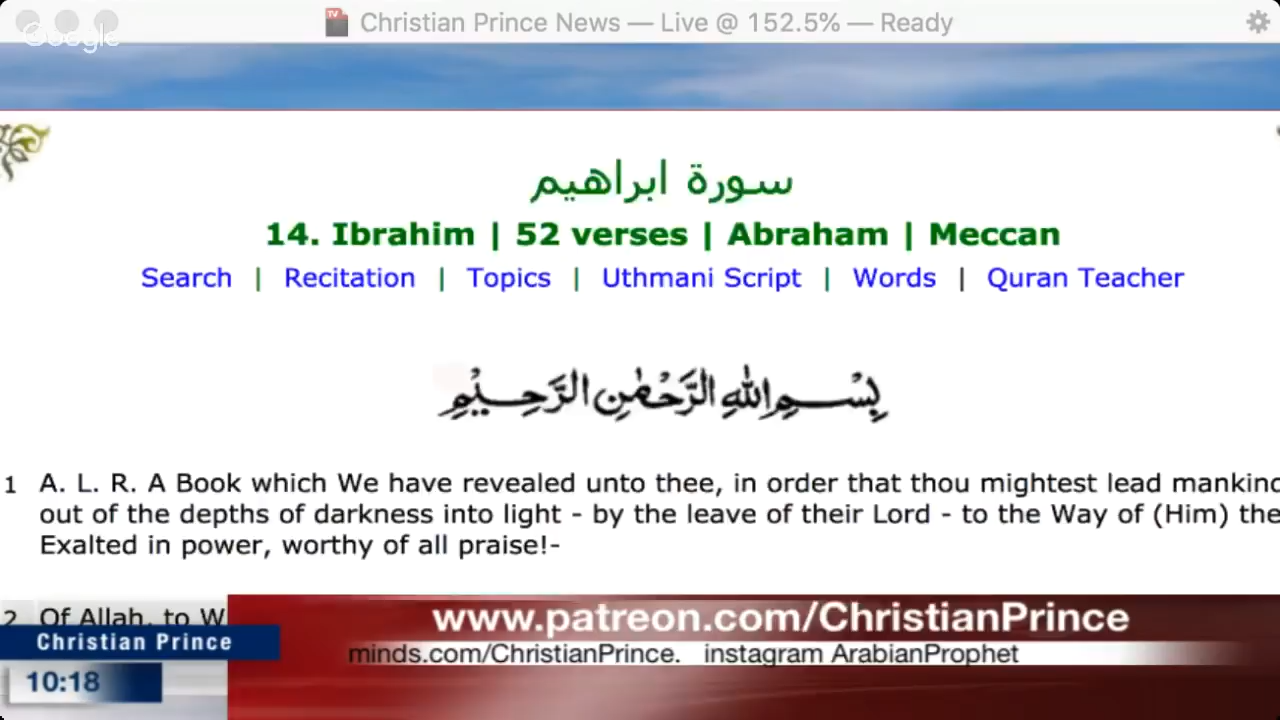 Google
Christian Prince News — Live @ 152.5% — Ready
سورة ابراهيم
14. Ibrahim | 52 verses | Abraham | Meccan
Search | Recitation | Topics | Uthmani Script | Words | Quran Teacher
بِسْمِ اللهِ الرَّحْمٰنِ الرَّحِيْمِ
1 A. L. R. A Book which We have revealed unto thee, in order that thou mightest lead mankind
out of the depths of darkness into light - by the leave of their Lord - to the Way of (Him) the
Exalted in power, worthy of all praise!-
2 Of Allah, to W
www.patreon.com/ChristianPrince
Christian Prince
minds.com/ChristianPrince. instagram ArabianProphet
10:18